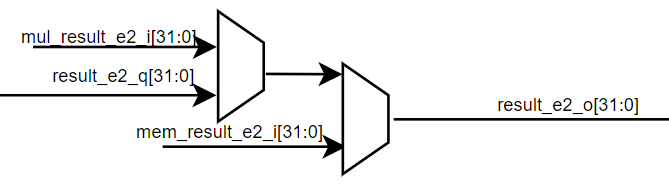 mul_result_e2_i[31:0]
result_e2_q[31:0]
result_e2_o[31:0]
mem_result_e2_i[31:0]